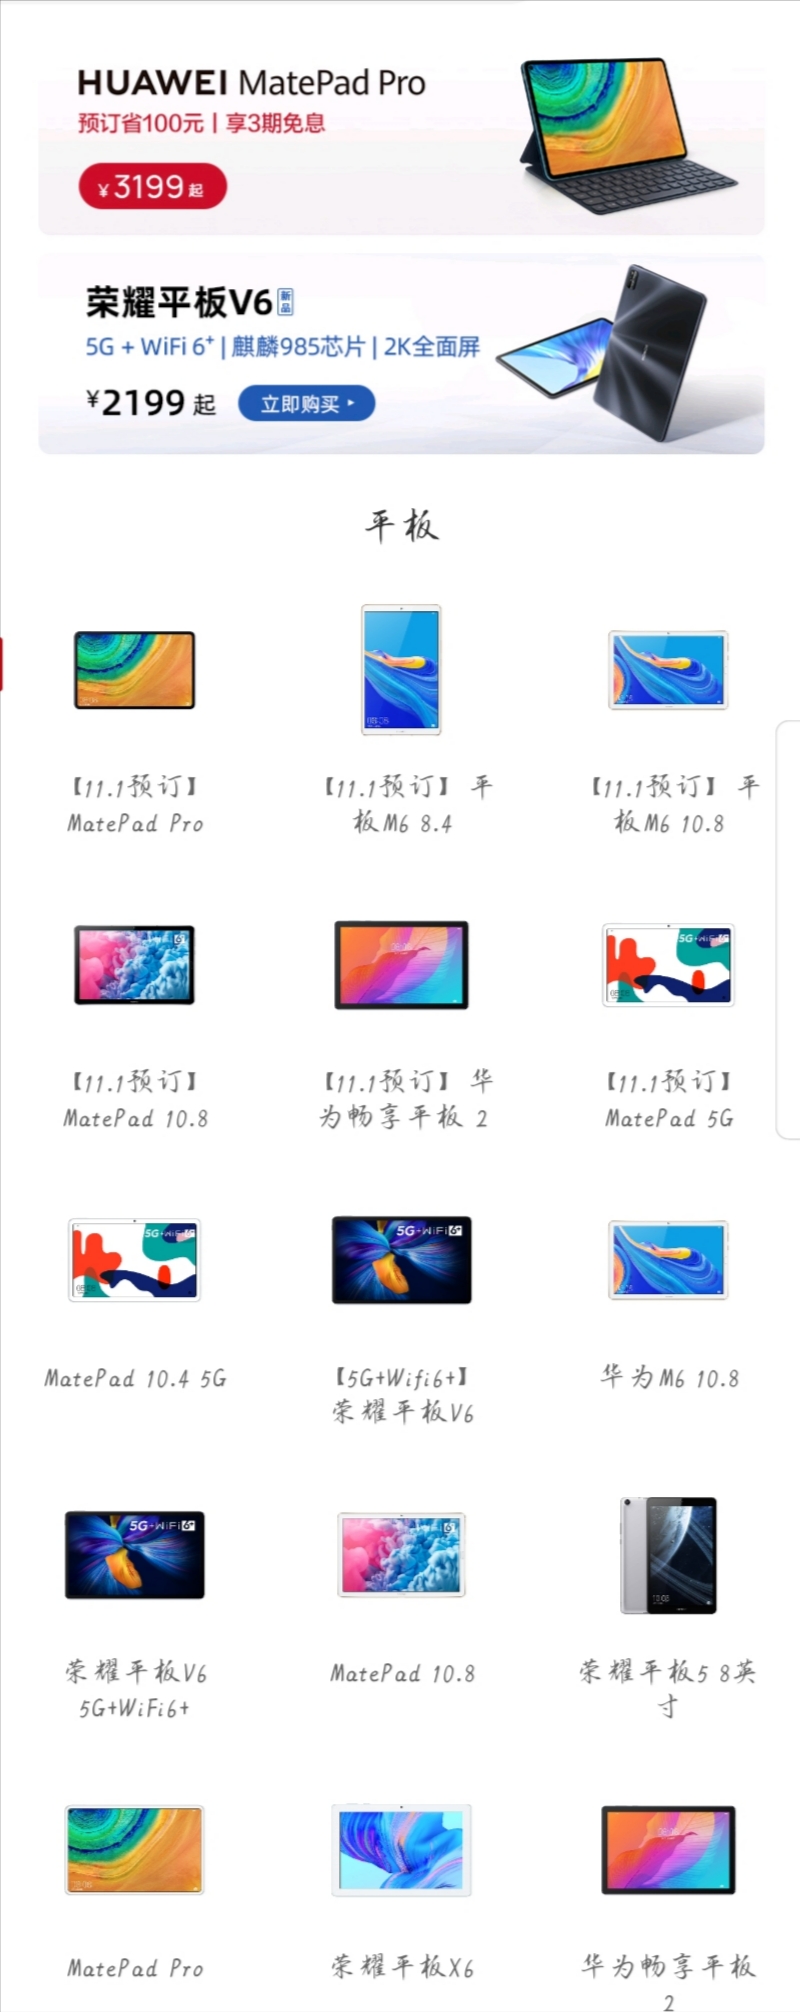 HUAWEI MatePad Pro
预订省100元 | 享3期免息
¥3199起
荣耀平板V6 新品
5G + WiFi 6+ | 麒麟985芯片 | 2K全面屏
¥2199 起 立即购买
平板
【11.1预订】
MatePad Pro
【11.1预订】 平
板M6 8.4
【11.1预订】 平
板M6 10.8
【11.1预订】
MatePad 10.8
【11.1预订】 华
为畅享平板 2
5G+WiFi6+
【11.1预订】
MatePad 5G
5G+WiFi6+
MatePad 10.4 5G
5G+WiFi6+
【5G+Wifi6+】
荣耀平板V6
华为M6 10.8
5G+WiFi6+
荣耀平板V6
5G+WiFi6+
MatePad 10.8
荣耀平板5 8英
寸
MatePad Pro
荣耀平板X6
华为畅享平板
2